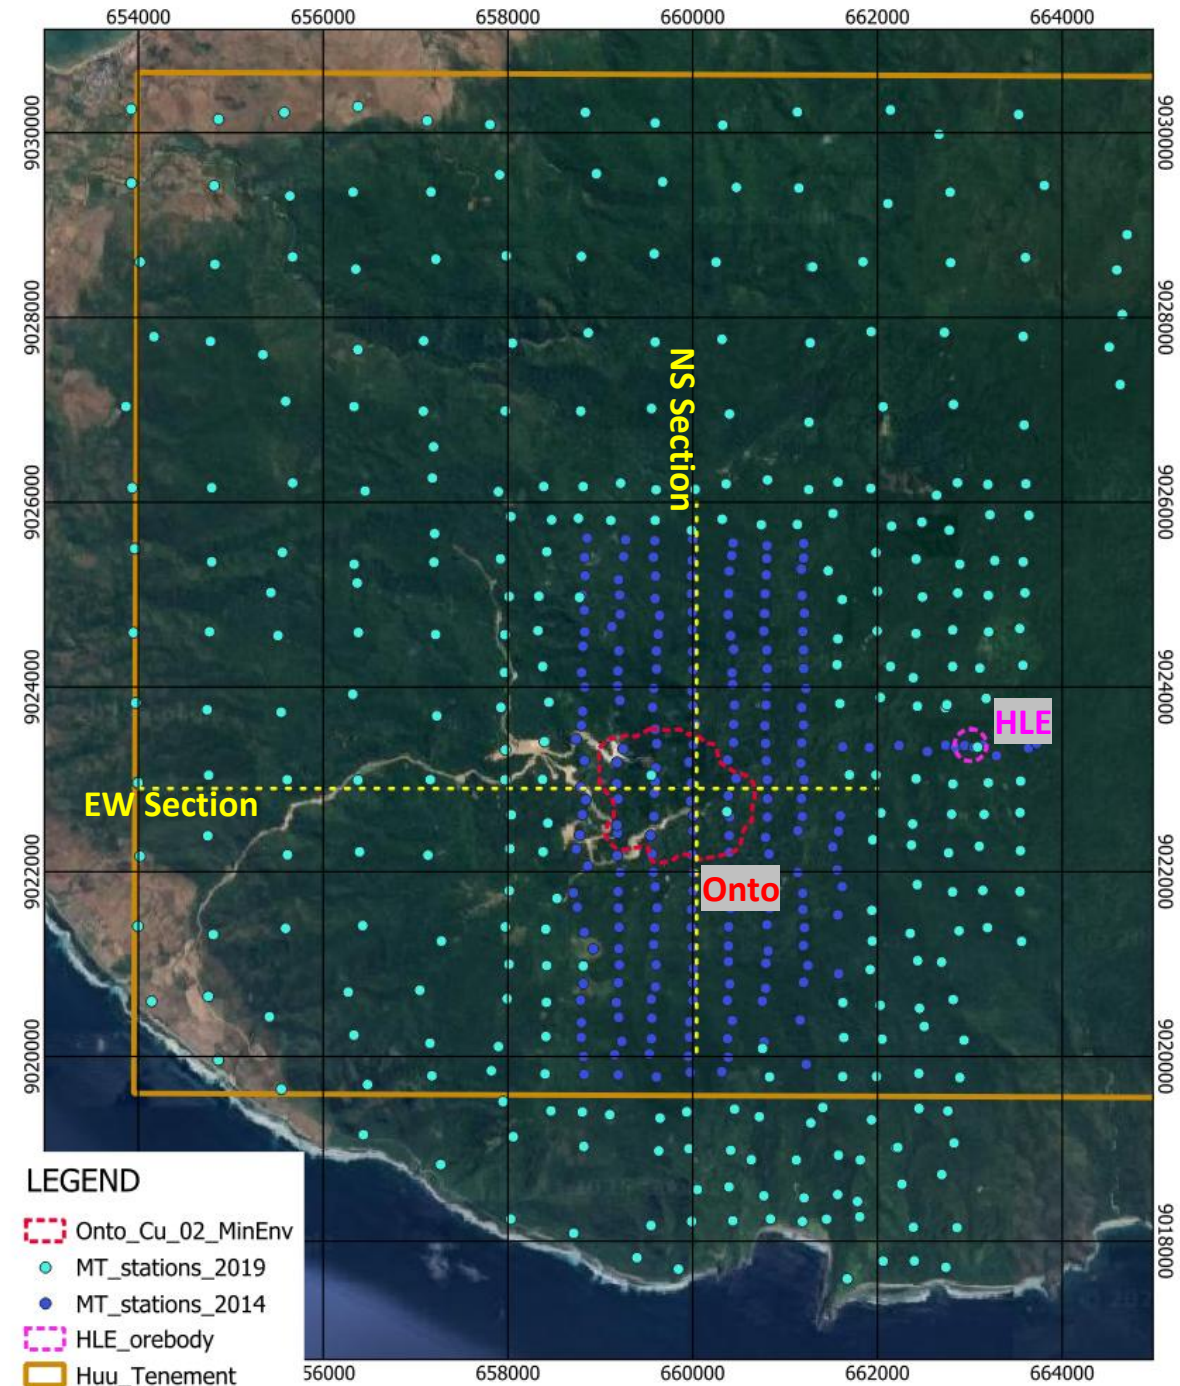 654000 656000 658000 660000 662000 664000
9030000
9030000
9028000
9028000
NS Section
9026000
9026000
9024000
9024000
HLE
EW Section
9022000
9022000
Onto
9020000
9020000
LEGEND
Onto_Cu_02_MinEnv
MT_stations_2019
MT_stations_2014
HLE_orebody
Huu_Tenement
9018000
56000 658000 660000 662000 664000